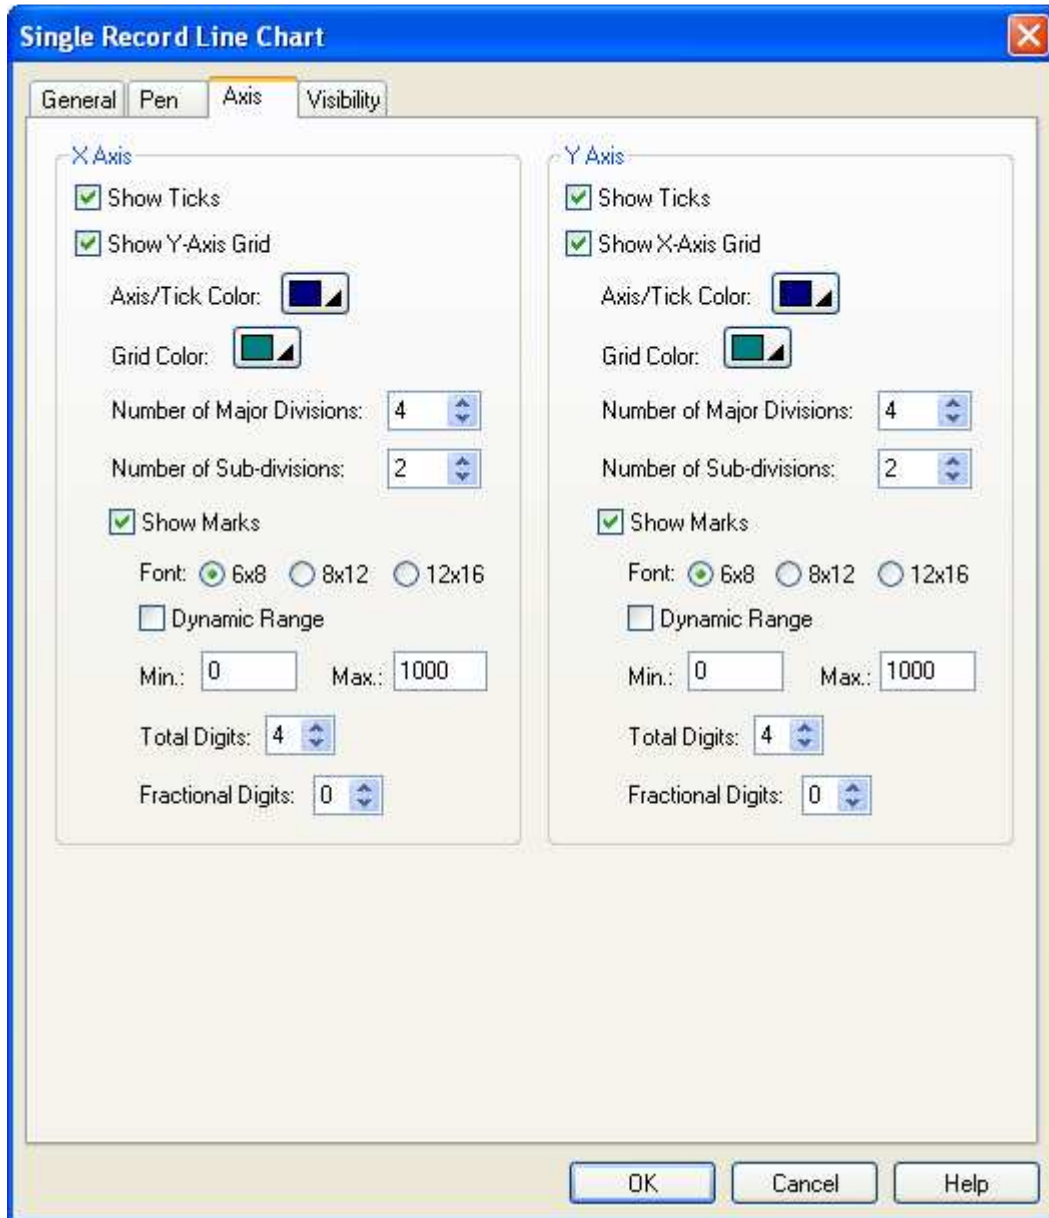 Single Record Line Chart
General Pen Axis Visibility
X Axis
Show Ticks
Show Y-Axis Grid
Axis/Tick Color:
Grid Color:
Number of Major Divisions: 4
Number of Sub-divisions: 2
Show Marks
Font: 6x8 8x12 12x16
Dynamic Range
Min.: 0 Max.: 1000
Total Digits: 4
Fractional Digits: 0
Y Axis
Show Ticks
Show X-Axis Grid
Axis/Tick Color:
Grid Color:
Number of Major Divisions: 4
Number of Sub-divisions: 2
Show Marks
Font: 6x8 8x12 12x16
Dynamic Range
Min.: 0 Max.: 1000
Total Digits: 4
Fractional Digits: 0
OK Cancel Help